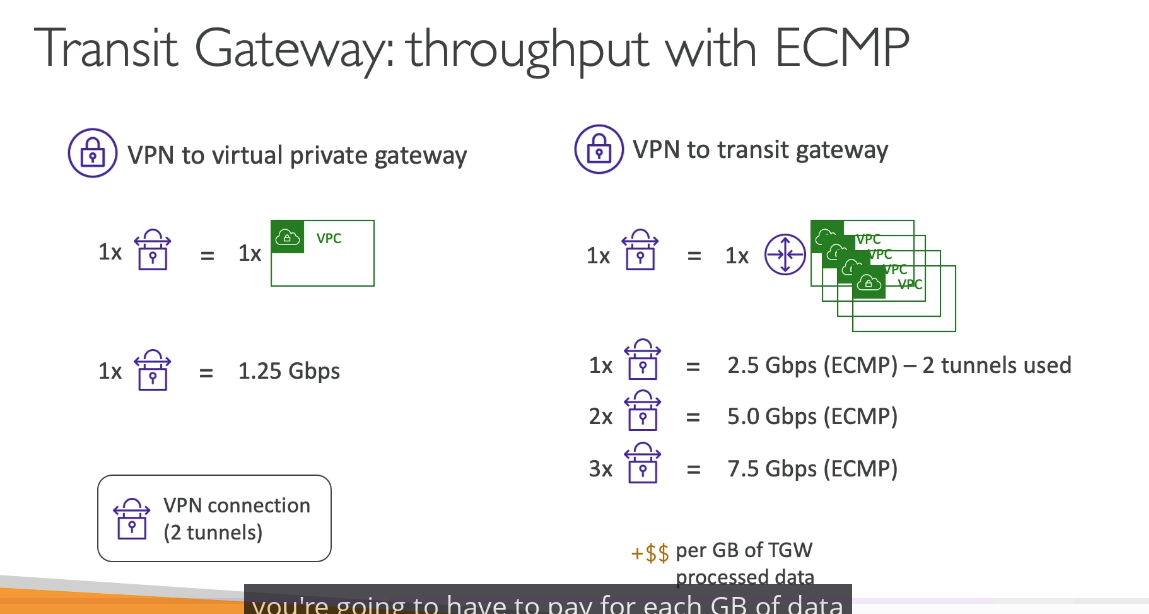 Transit Gateway: throughput with ECMP
VPN to virtual private gateway
1x = 1x VPC
1x = 1.25 Gbps
VPN connection
(2 tunnels)
VPN to transit gateway
1x = 1x VPC
VPC
VPC
VPC
1x = 2.5 Gbps (ECMP) – 2 tunnels used
2x = 5.0 Gbps (ECMP)
3x = 7.5 Gbps (ECMP)
+$$ per GB of TGW
processed data
you're going to have to pay for each GB of data